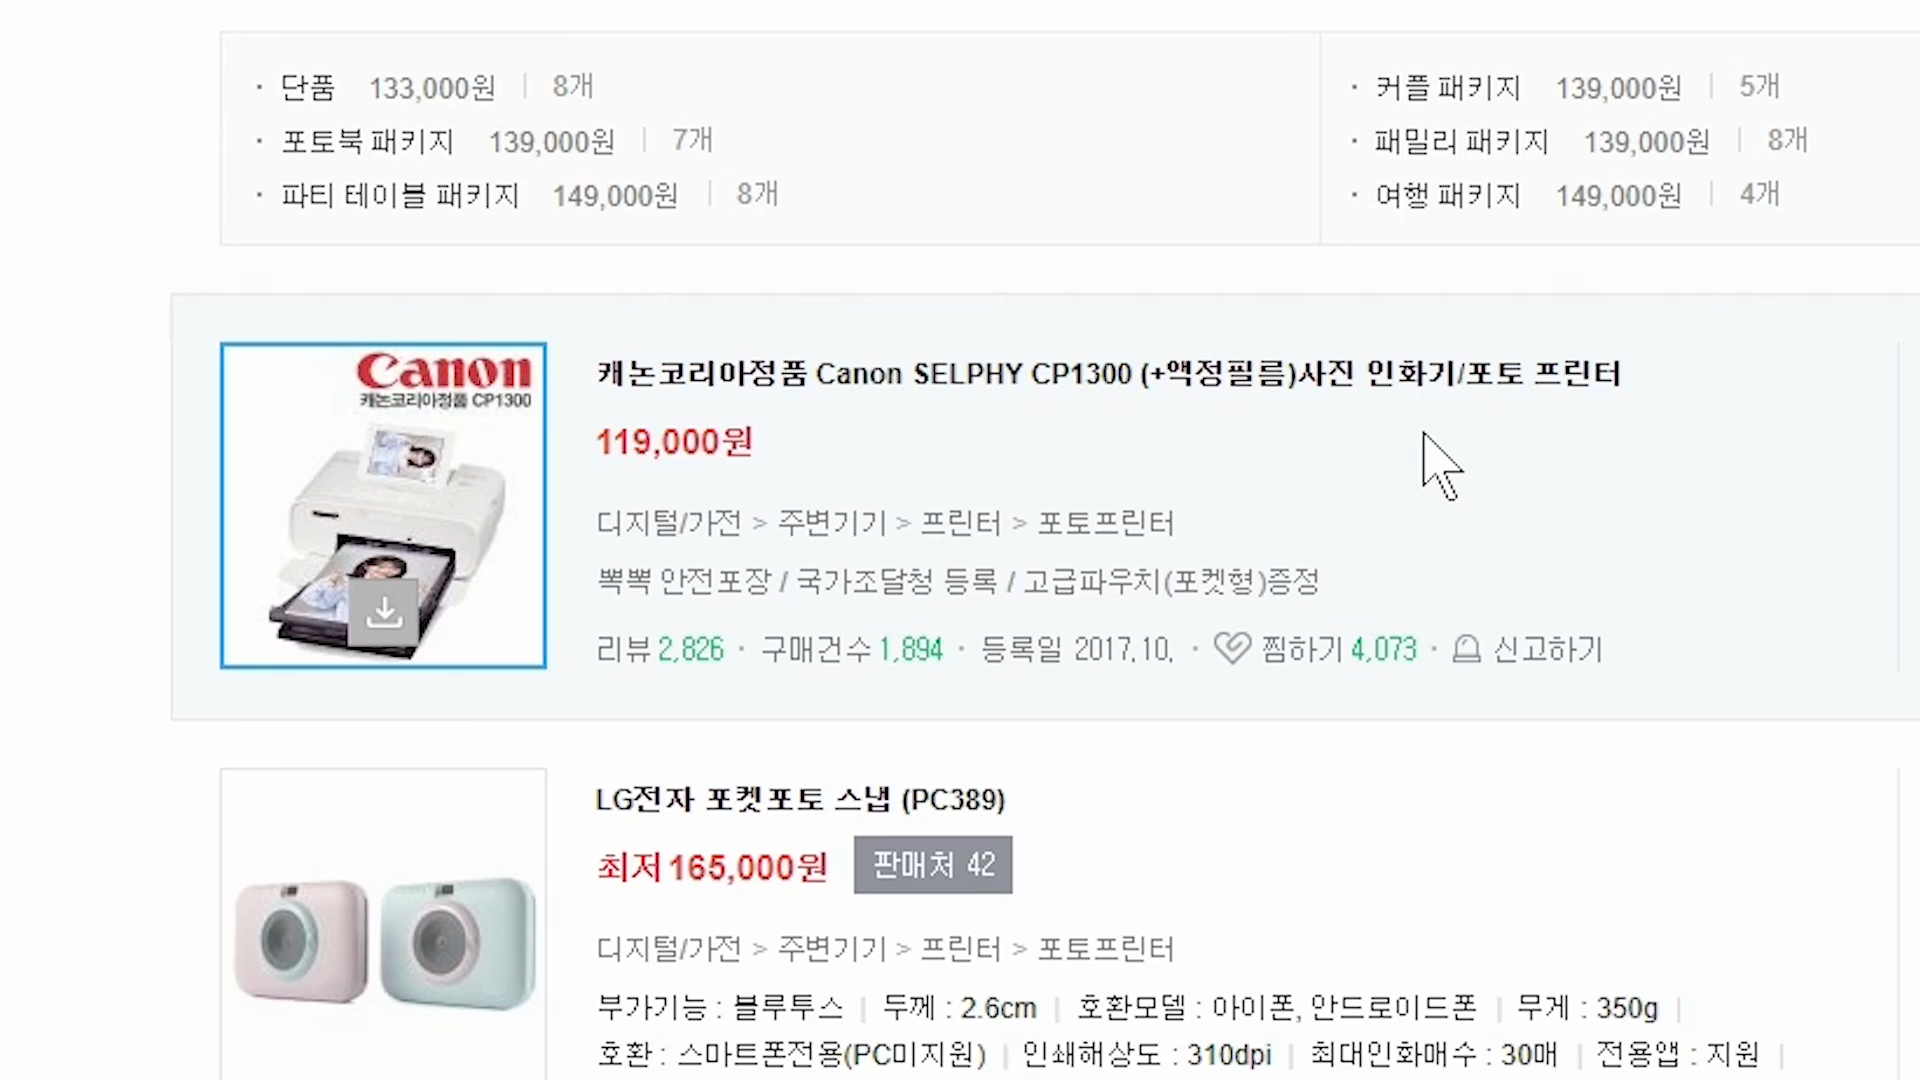 · 단품 133,000원 | 8개
· 커플 패키지 139,000원 | 5개
· 포토북 패키지 139,000원 | 7개
· 패밀리 패키지 139,000원 | 8개
· 파티 테이블 패키지 149,000원 | 8개
· 여행 패키지 149,000원 | 4개
Canon
캐논코리아정품 CP1300
캐논코리아정품 Canon SELPHY CP1300 (+액정필름)사진 인화기/포토 프린터
119,000원
디지털/가전 > 주변기기 > 프린터 > 포토프린터
뽁뽁 안전포장 / 국가조달청 등록 / 고급파우치(포켓형)증정
리뷰 2,826 · 구매건수 1,894 · 등록일 2017.10. · 찜하기 4,073 · 신고하기
LG전자 포켓포토 스냅 (PC389)
최저 165,000원 판매처 42
디지털/가전 > 주변기기 > 프린터 > 포토프린터
부가기능 : 블루투스 | 두께 : 2.6cm | 호환모델 : 아이폰, 안드로이드폰 | 무게 : 350g |
호환 : 스마트폰전용(PC미지원) | 인쇄해상도 : 310dpi | 최대인화매수 : 30매 | 전용앱 : 지원 |